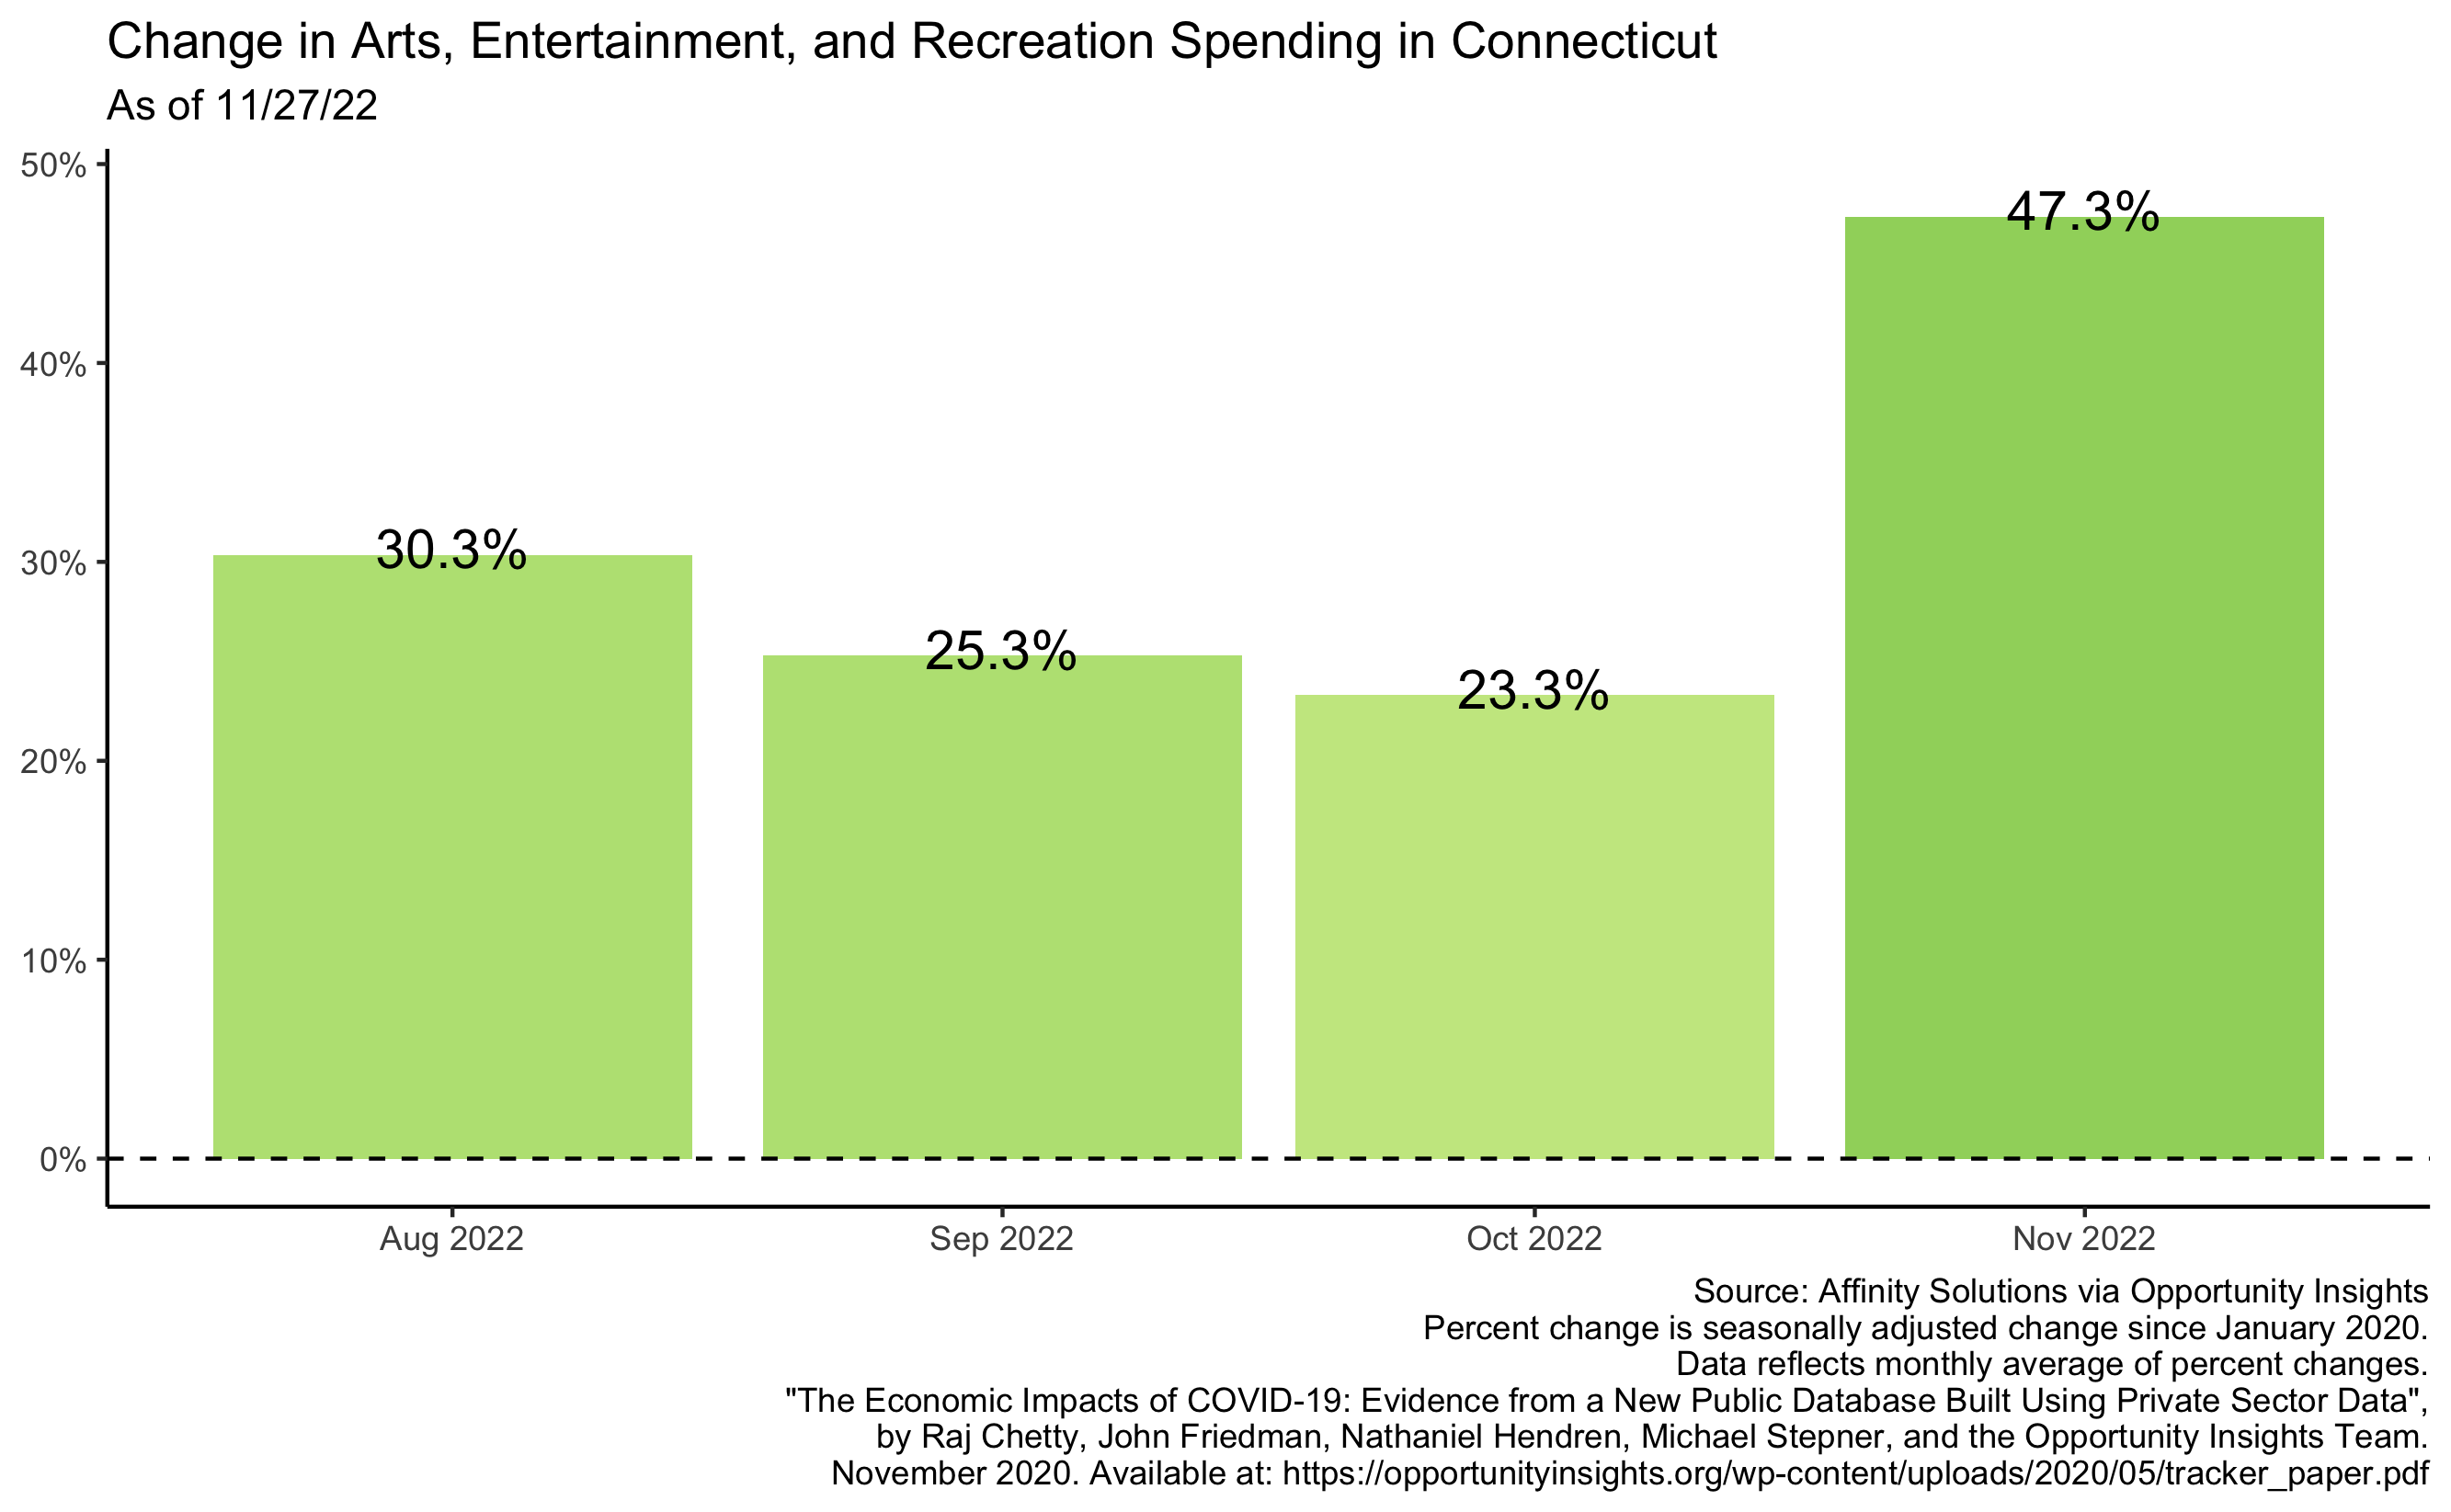 Change in Arts, Entertainment, and Recreation Spending in Connecticut
As of 11/27/22
50%
40%
30%
20%
10%
0%
30.3%
25.3%
23.3%
47.3%
Aug 2022
Sep 2022
Oct 2022
Nov 2022
Source: Affinity Solutions via Opportunity Insights
Percent change is seasonally adjusted change since January 2020.
Data reflects monthly average of percent changes.
"The Economic Impacts of COVID-19: Evidence from a New Public Database Built Using Private Sector Data",
by Raj Chetty, John Friedman, Nathaniel Hendren, Michael Stepner, and the Opportunity Insights Team.
November 2020. Available at: https://opportunityinsights.org/wp-content/uploads/2020/05/tracker_paper.pdf